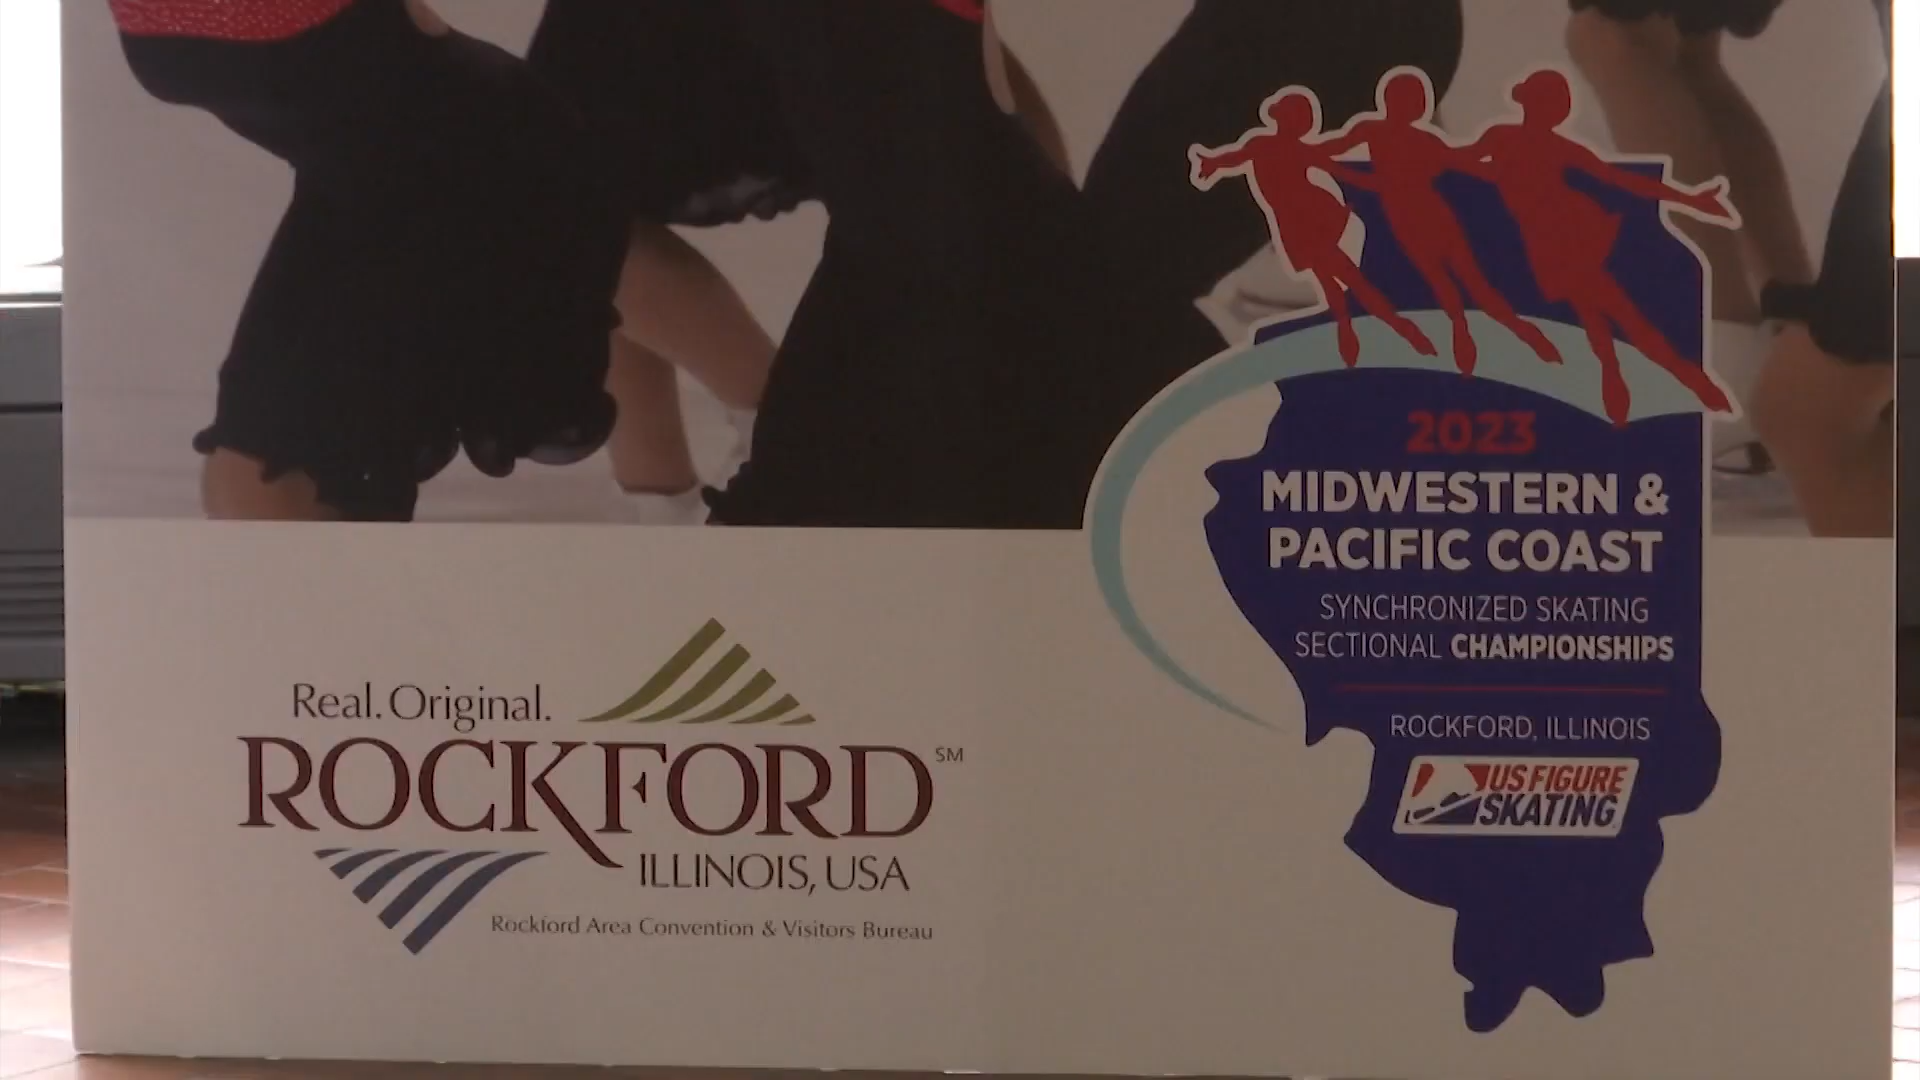 Real. Original.
ROCKFORD SM
ILLINOIS, USA
Rockford Area Convention & Visitors Bureau
2023
MIDWESTERN &
PACIFIC COAST
SYNCHRONIZED SKATING
SECTIONAL CHAMPIONSHIPS
ROCKFORD, ILLINOIS
US FIGURE
SKATING